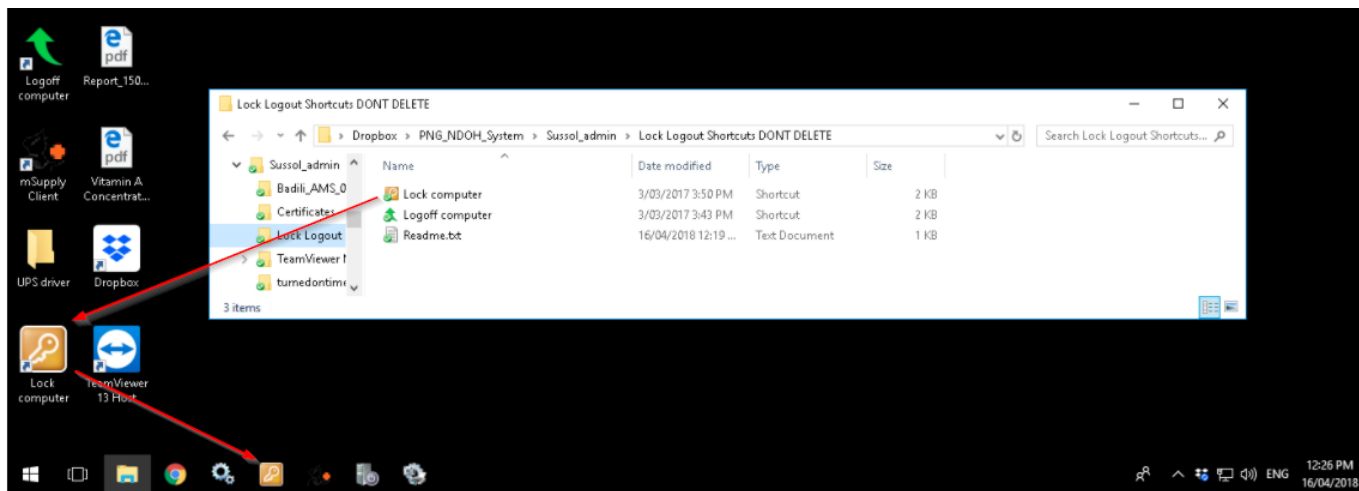 Logoff
computer
pdf
Report_150...
mSupply
Client
pdf
Vitamin A
Concentrat...
UPS driver
Dropbox
Lock
computer
TeamViewer
13 Host
Lock Logout Shortcuts DONT DELETE
Dropbox > PNG_NDOH_System > Sussol_admin > Lock Logout Shortcuts DONT DELETE
Search Lock Logout Shortcuts...
Sussol_admin
Badili_AMS_0
Certificates
Lock Logout
TeamViewer
turnedontime
Name Date modified Type Size
Lock computer 3/03/2017 3:50 PM Shortcut 2 KB
Logoff computer 3/03/2017 3:43 PM Shortcut 2 KB
Readme.txt 16/04/2018 12:19 ... Text Document 1 KB
3 items
ENG
12:26 PM
16/04/2018